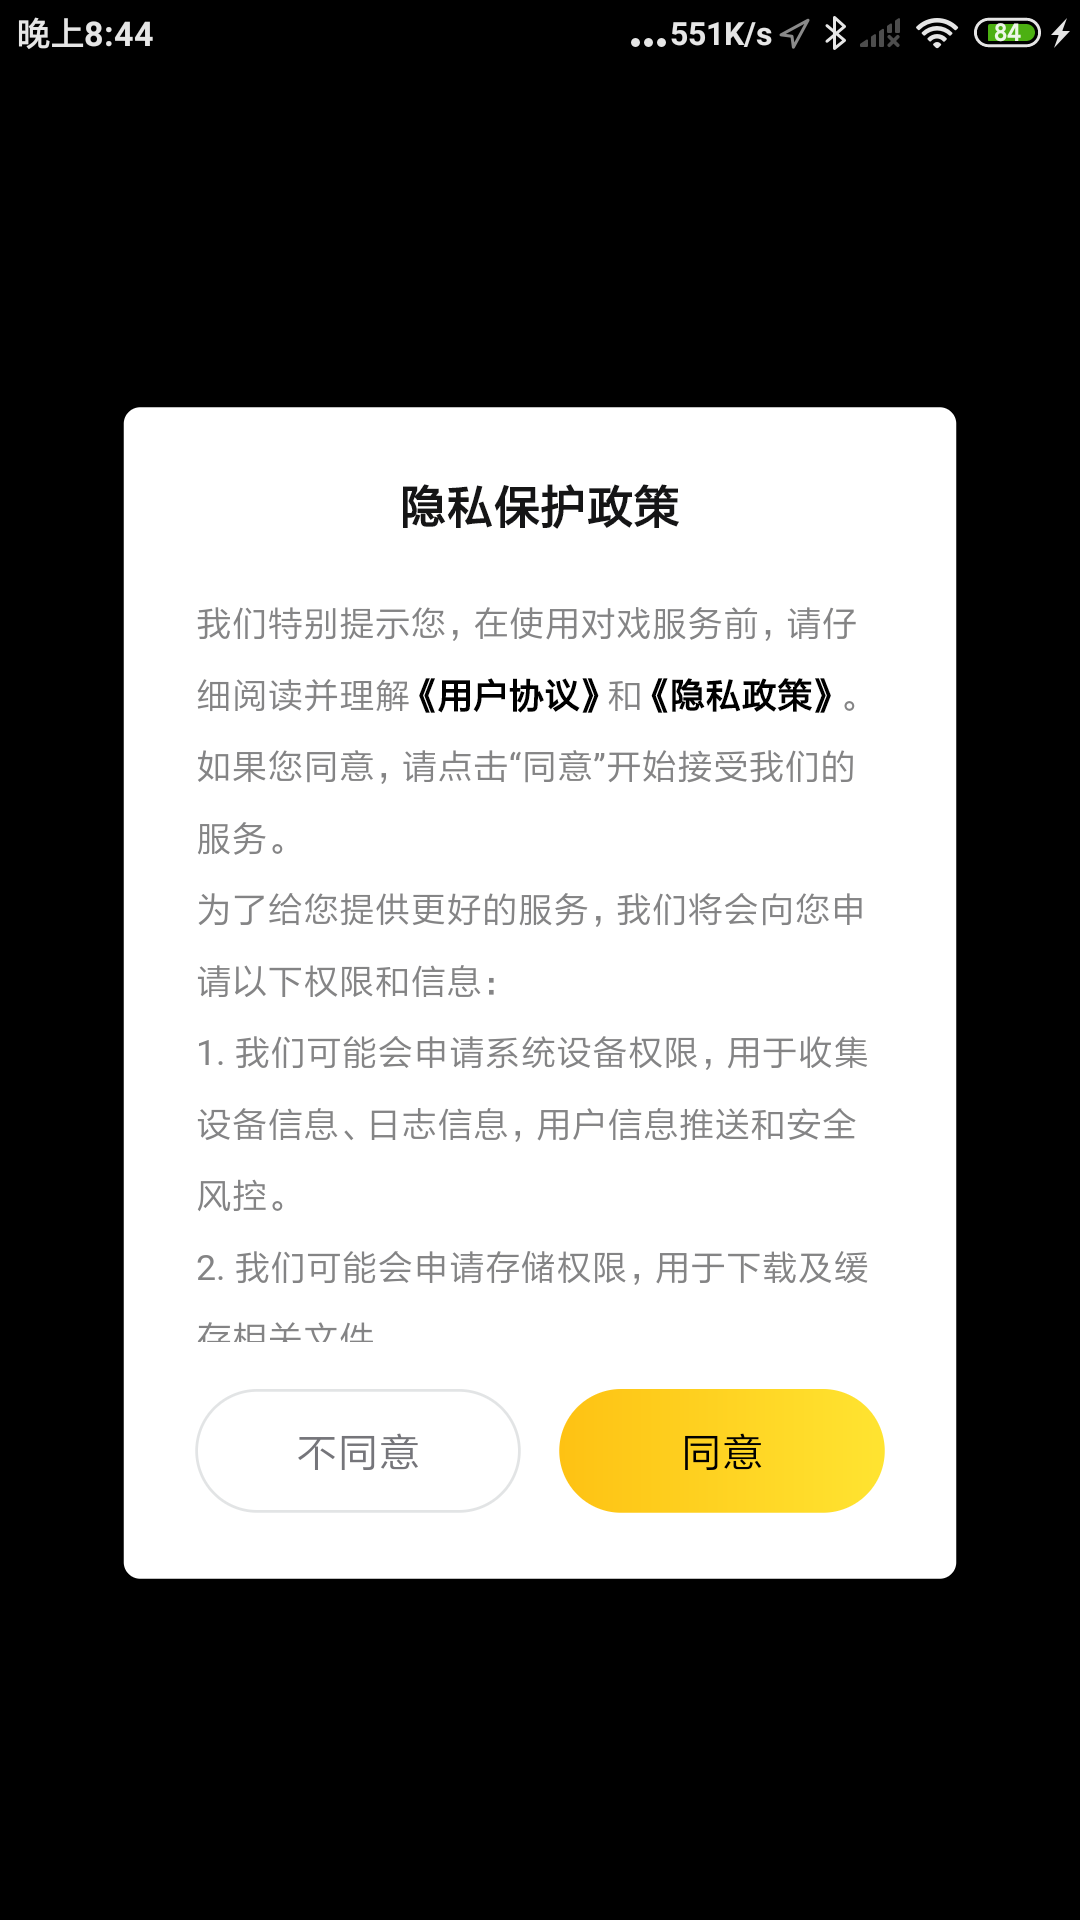 晚上8:44
...551K/s
84
隐私保护政策
我们特别提示您，在使用对戏服务前，请仔
细阅读并理解《用户协议》和《隐私政策》。
如果您同意，请点击“同意”开始接受我们的
服务。
为了给您提供更好的服务，我们将会向您申
请以下权限和信息：
1. 我们可能会申请系统设备权限，用于收集
设备信息、日志信息，用户信息推送和安全
风控。
2. 我们可能会申请存储权限，用于下载及缓
存相关文件
不同意
同意